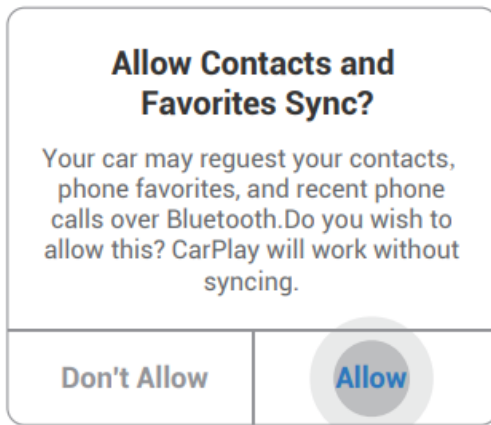 Allow Contacts and
Favorites Sync?
Your car may reguest your contacts,
phone favorites, and recent phone
calls over Bluetooth.Do you wish to
allow this? CarPlay will work without
syncing.
Don't Allow
Allow